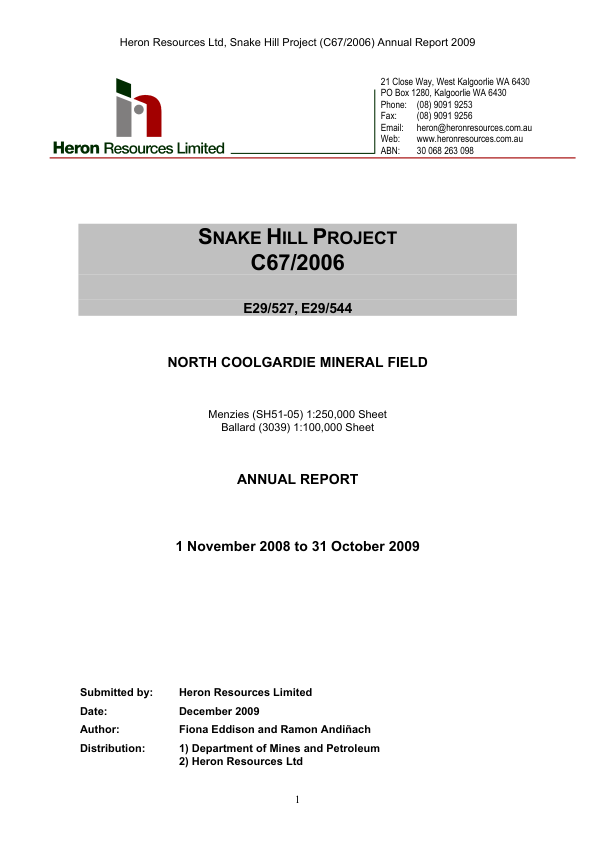 Heron Resources Ltd, Snake Hill Project (C67/2006) Annual Report 2009
Heron Resources Limited
21 Close Way, West Kalgoorlie WA 6430
PO Box 1280, Kalgoorlie WA 6430
Phone: (08) 9091 9253
Fax: (08) 9091 9256
Email: heron@heronresources.com.au
Web: www.heronresources.com.au
ABN: 30 068 263 098
SNAKE HILL PROJECT
C67/2006
E29/527, E29/544
NORTH COOLGARDIE MINERAL FIELD
Menzies (SH51-05) 1:250,000 Sheet
Ballard (3039) 1:100,000 Sheet
ANNUAL REPORT
1 November 2008 to 31 October 2009
Submitted by: Heron Resources Limited
Date: December 2009
Author: Fiona Eddison and Ramon Andiñach
Distribution: 1) Department of Mines and Petroleum
2) Heron Resources Ltd
1